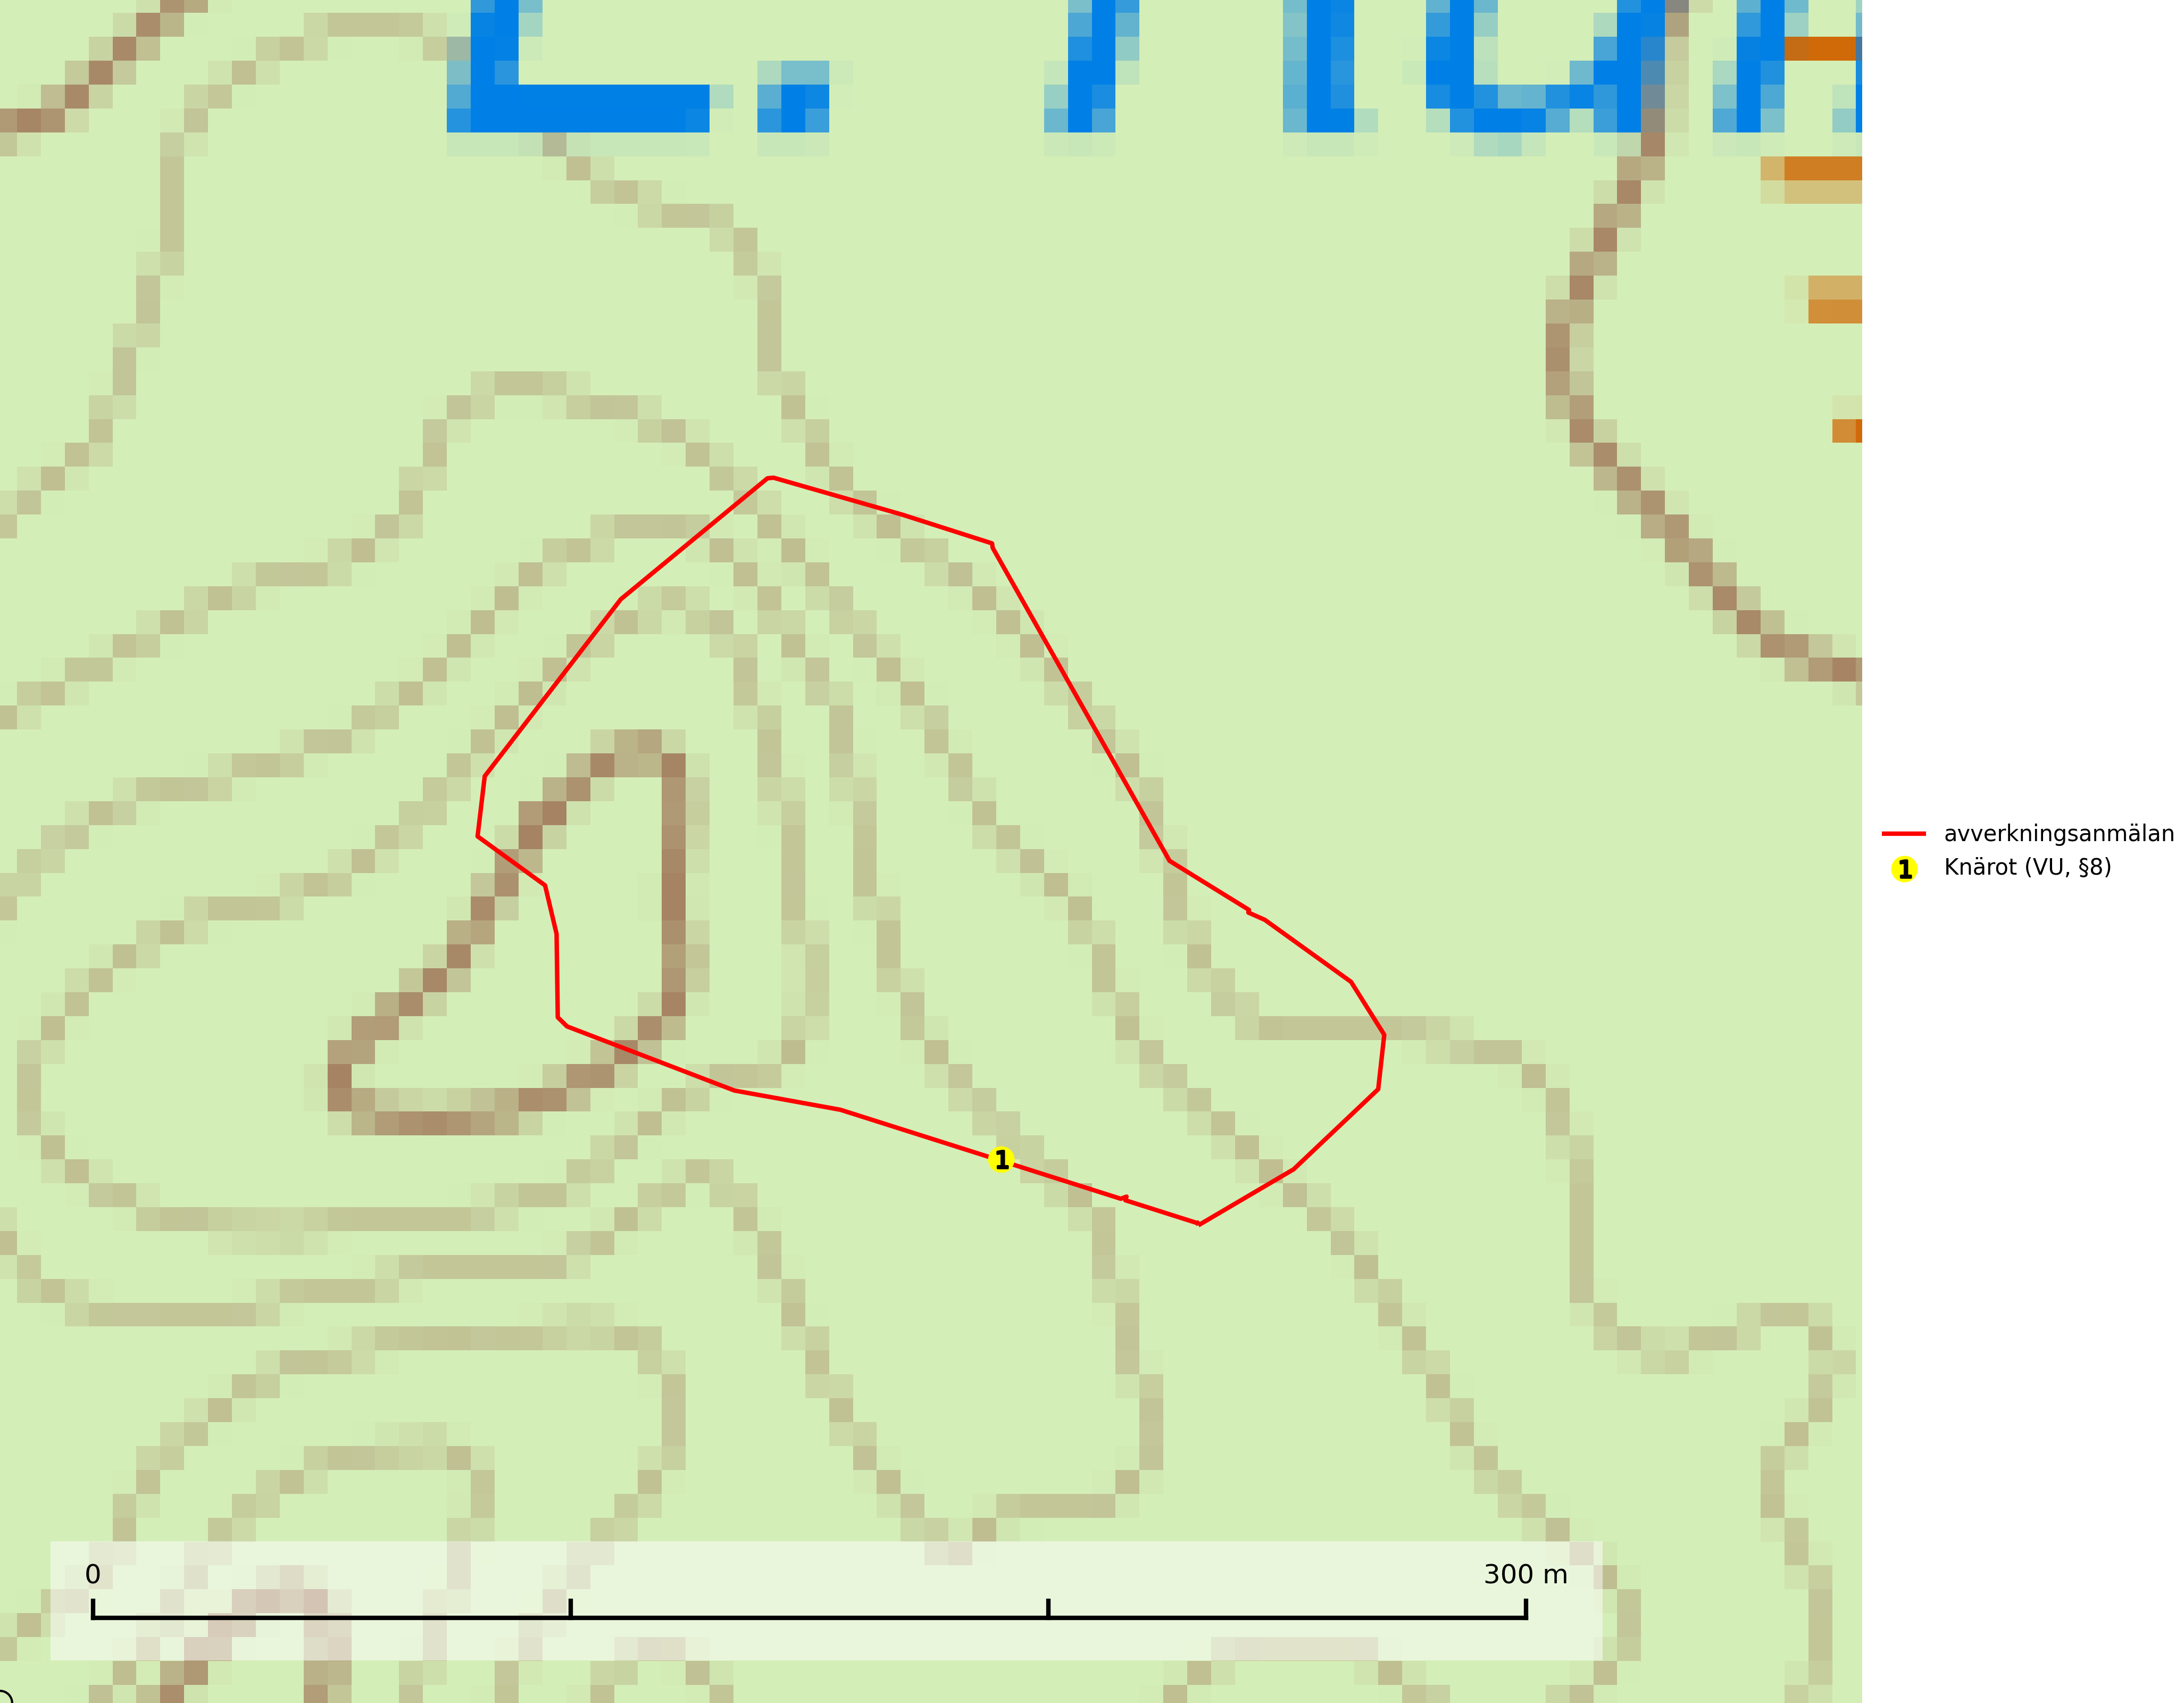 avverkningsanmälan
1 Knärot (VU, §8)
1
0 300 m